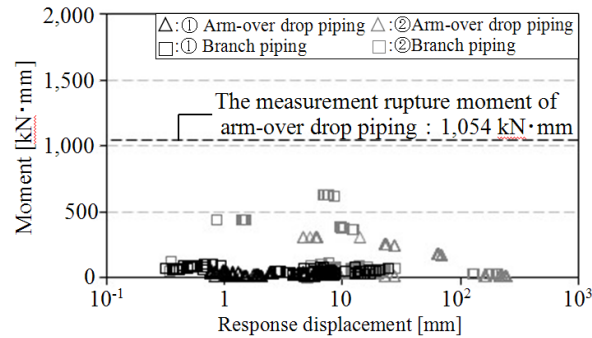 2,000
△:① Arm-over drop piping △:②Arm-over drop piping
□:① Branch piping □:②Branch piping
1,500
The measurement rupture moment of
arm-over drop piping : 1,054 kN·mm
1,000
500
0
Moment [kN·mm]
10-1 1 10 10² 10³
Response displacement [mm]